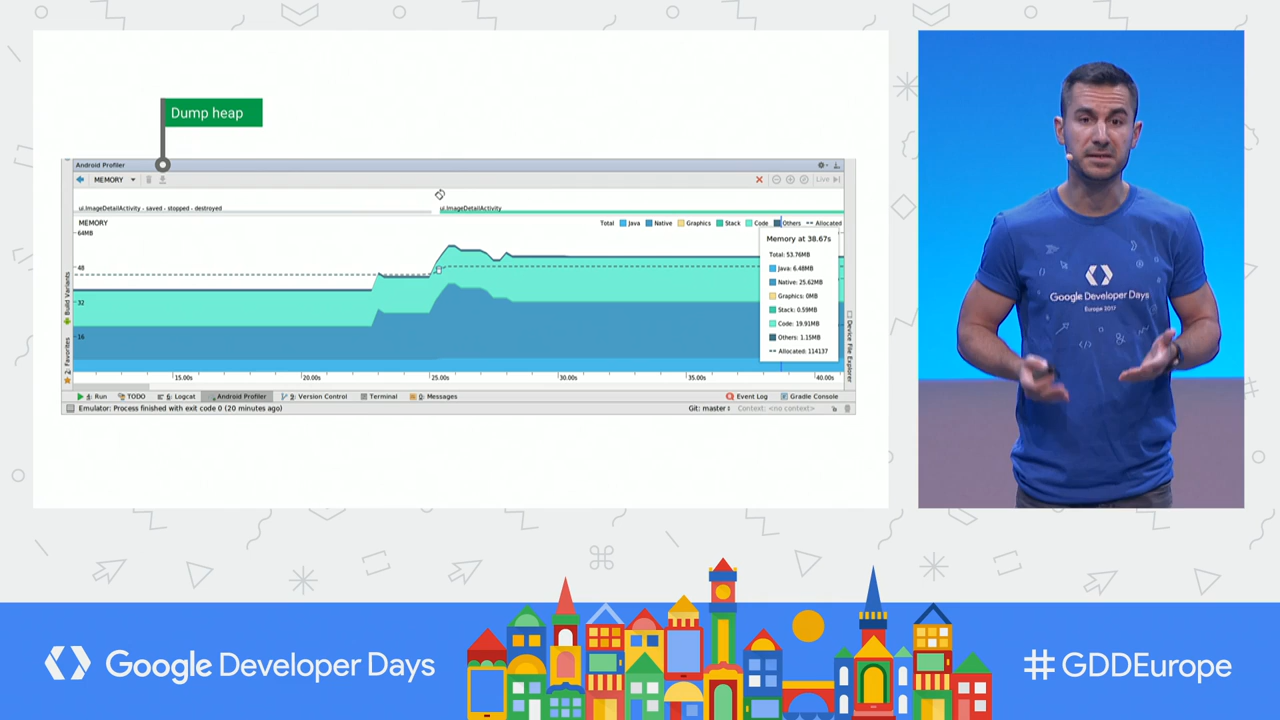 Dump heap
Android Profiler
MEMORY
Live
ui.ImageDetailActivity - saved - stopped - destroyed
ui.ImageDetailActivity
MEMORY
Total Java Native Graphics Stack Code Others Allocated
64MB
48
32
16
Memory at 38.67s
Total: 53.76MB
Java: 6.48MB
Native: 25.62MB
Graphics: 0MB
Stack: 0.59MB
Code: 19.91MB
Others: 1.15MB
Allocated: 114137
15.00s 20.00s 25.00s 30.00s 35.00s 40.00s
Build Variants
2: Favorites
Device File Explorer
4: Run TODO 6: Logcat Android Profiler 9: Version Control Terminal 0: Messages Event Log Gradle Console
Emulator: Process finished with exit code 0 (20 minutes ago) Git: master Context: <no context>
Google Developer Days
Europe 2017
Google Developer Days
#GDDEurope